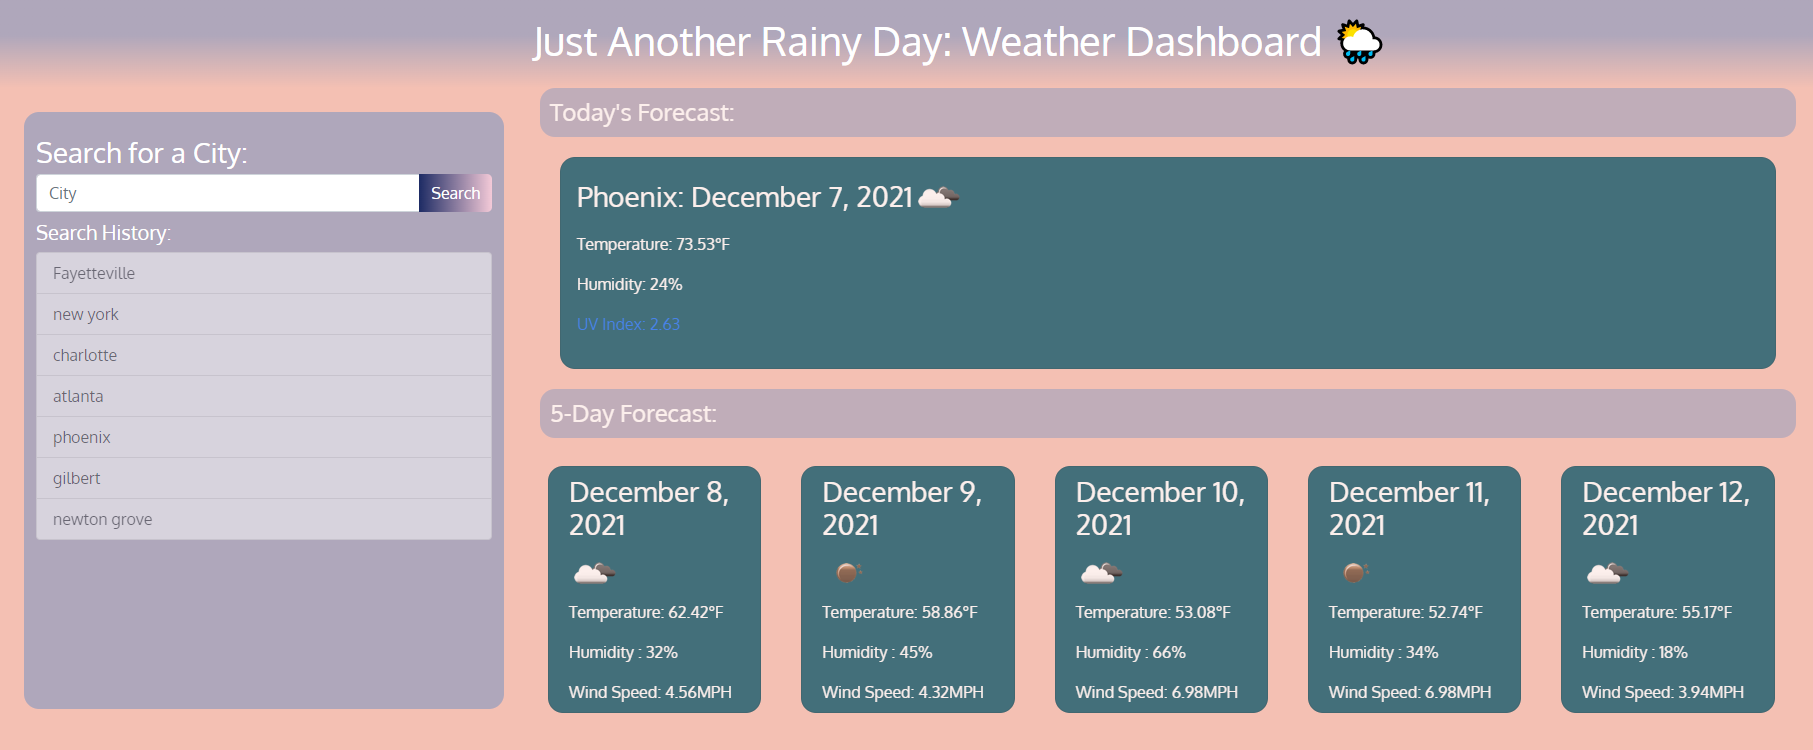 Just Another Rainy Day: Weather Dashboard
Search for a City:
City
Search
Search History:
Fayetteville
new york
charlotte
atlanta
phoenix
gilbert
newton grove
Today's Forecast:
Phoenix: December 7, 2021
Temperature: 73.53°F
Humidity: 24%
UV Index: 2.63
5-Day Forecast:
December 8,
2021
Temperature: 62.42°F
Humidity : 32%
Wind Speed: 4.56MPH
December 9,
2021
Temperature: 58.86°F
Humidity : 45%
Wind Speed: 4.32MPH
December 10,
2021
Temperature: 53.08°F
Humidity : 66%
Wind Speed: 6.98MPH
December 11,
2021
Temperature: 52.74°F
Humidity : 34%
Wind Speed: 6.98MPH
December 12,
2021
Temperature: 55.17°F
Humidity : 18%
Wind Speed: 3.94MPH